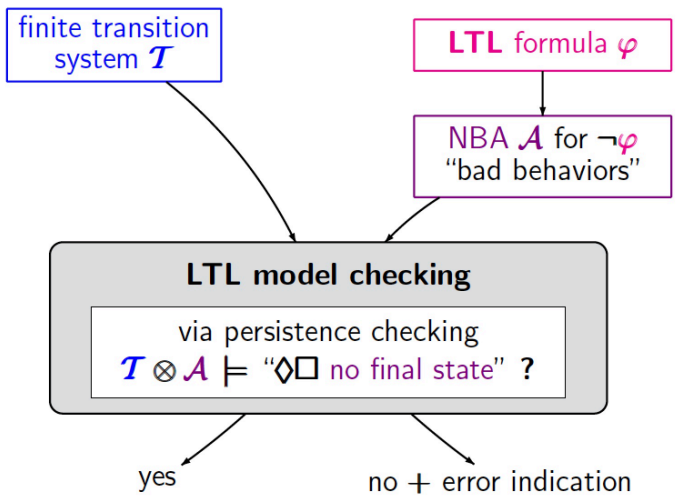 finite transition
system 𝒯
LTL formula φ
NBA 𝒜 for ¬φ
“bad behaviors”
LTL model checking
via persistence checking
𝒯 ⊗ 𝒜 ⊨ “◊□ no final state” ?
yes
no + error indication